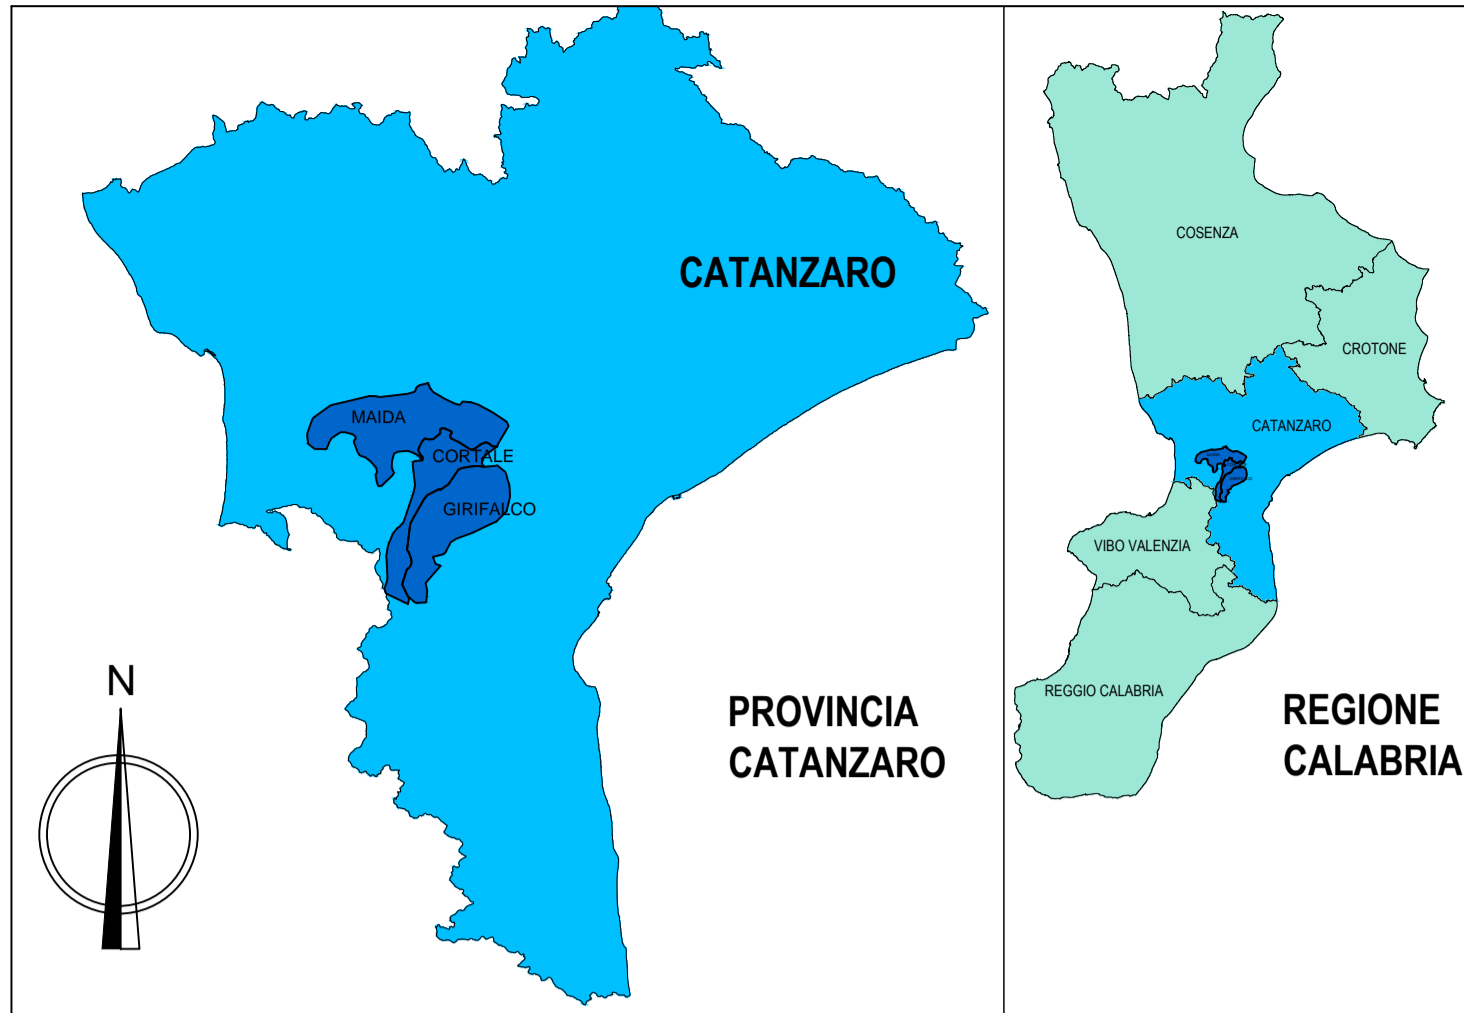 CATANZARO
MAIDA
CORTALE
GIRIFALCO
N
PROVINCIA
CATANZARO
COSENZA
CROTONE
CATANZARO
VIBO VALENZIA
REGGIO CALABRIA
REGIONE
CALABRIA